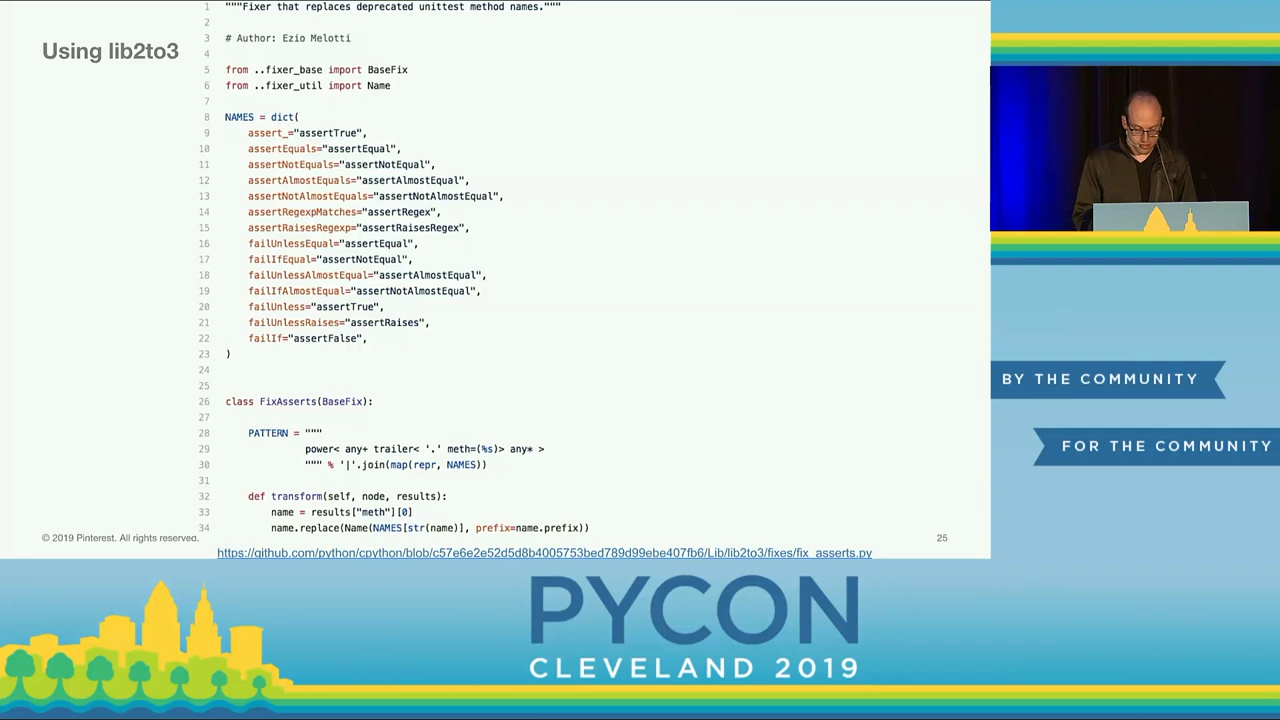 Using lib2to3
1 """Fixer that replaces deprecated unittest method names."""
2
3 # Author: Ezio Melotti
4
5 from ..fixer_base import BaseFix
6 from ..fixer_util import Name
7
8 NAMES = dict(
9     assert_="assertTrue",
10     assertEquals="assertEqual",
11     assertNotEquals="assertNotEqual",
12     assertAlmostEquals="assertAlmostEqual",
13     assertNotAlmostEquals="assertNotAlmostEqual",
14     assertRegexpMatches="assertRegex",
15     assertRaisesRegexp="assertRaisesRegex",
16     failUnlessEqual="assertEqual",
17     failIfEqual="assertNotEqual",
18     failUnlessAlmostEqual="assertAlmostEqual",
19     failIfAlmostEqual="assertNotAlmostEqual",
20     failUnless="assertTrue",
21     failUnlessRaises="assertRaises",
22     failIf="assertFalse",
23 )
24
25
26 class FixAsserts(BaseFix):
27
28     PATTERN = """
29               power< any+ trailer< '.' meth=(%s)> any* >
30               """ % '|'.join(map(repr, NAMES))
31
32     def transform(self, node, results):
33         name = results["meth"][0]
34         name.replace(Name(NAMES[str(name)], prefix=name.prefix))
© 2019 Pinterest. All rights reserved.
25
https://github.com/python/cpython/blob/c57e6e2e52d5d8b4005753bed789d99ebe407fb6/Lib/lib2to3/fixes/fix_asserts.py
BY THE COMMUNITY
FOR THE COMMUNITY
PYCON
CLEVELAND 2019